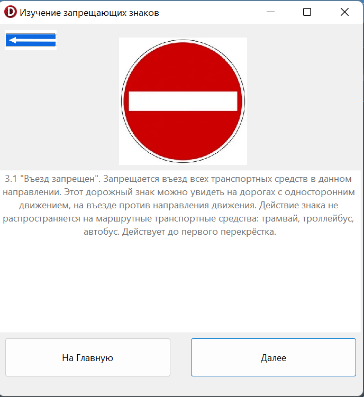 Изучение запрещающих знаков
3.1 "Въезд запрещен". Запрещается въезд всех транспортных средств в данном
направлении. Этот дорожный знак можно увидеть на дорогах с односторонним
движением, на въезде против направления движения. Действие знака не
распространяется на маршрутные транспортные средства: трамвай, троллейбус,
автобус. Действует до первого перекрёстка.
На Главную
Далее